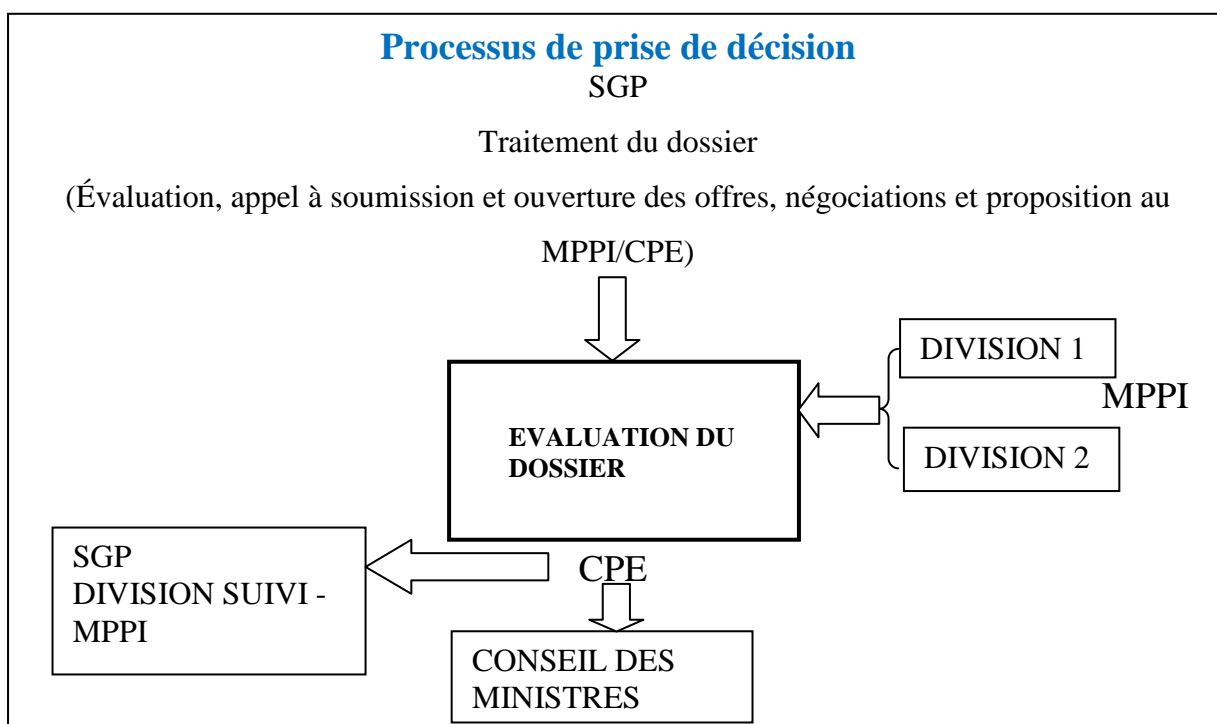 Processus de prise de décision
SGP
Traitement du dossier
(Évaluation, appel à soumission et ouverture des offres, négociations et proposition au
MPPI/CPE)
DIVISION 1
MPPI
EVALUATION DU
DOSSIER
DIVISION 2
SGP
DIVISION SUIVI -
MPPI
CPE
CONSEIL DES
MINISTRES